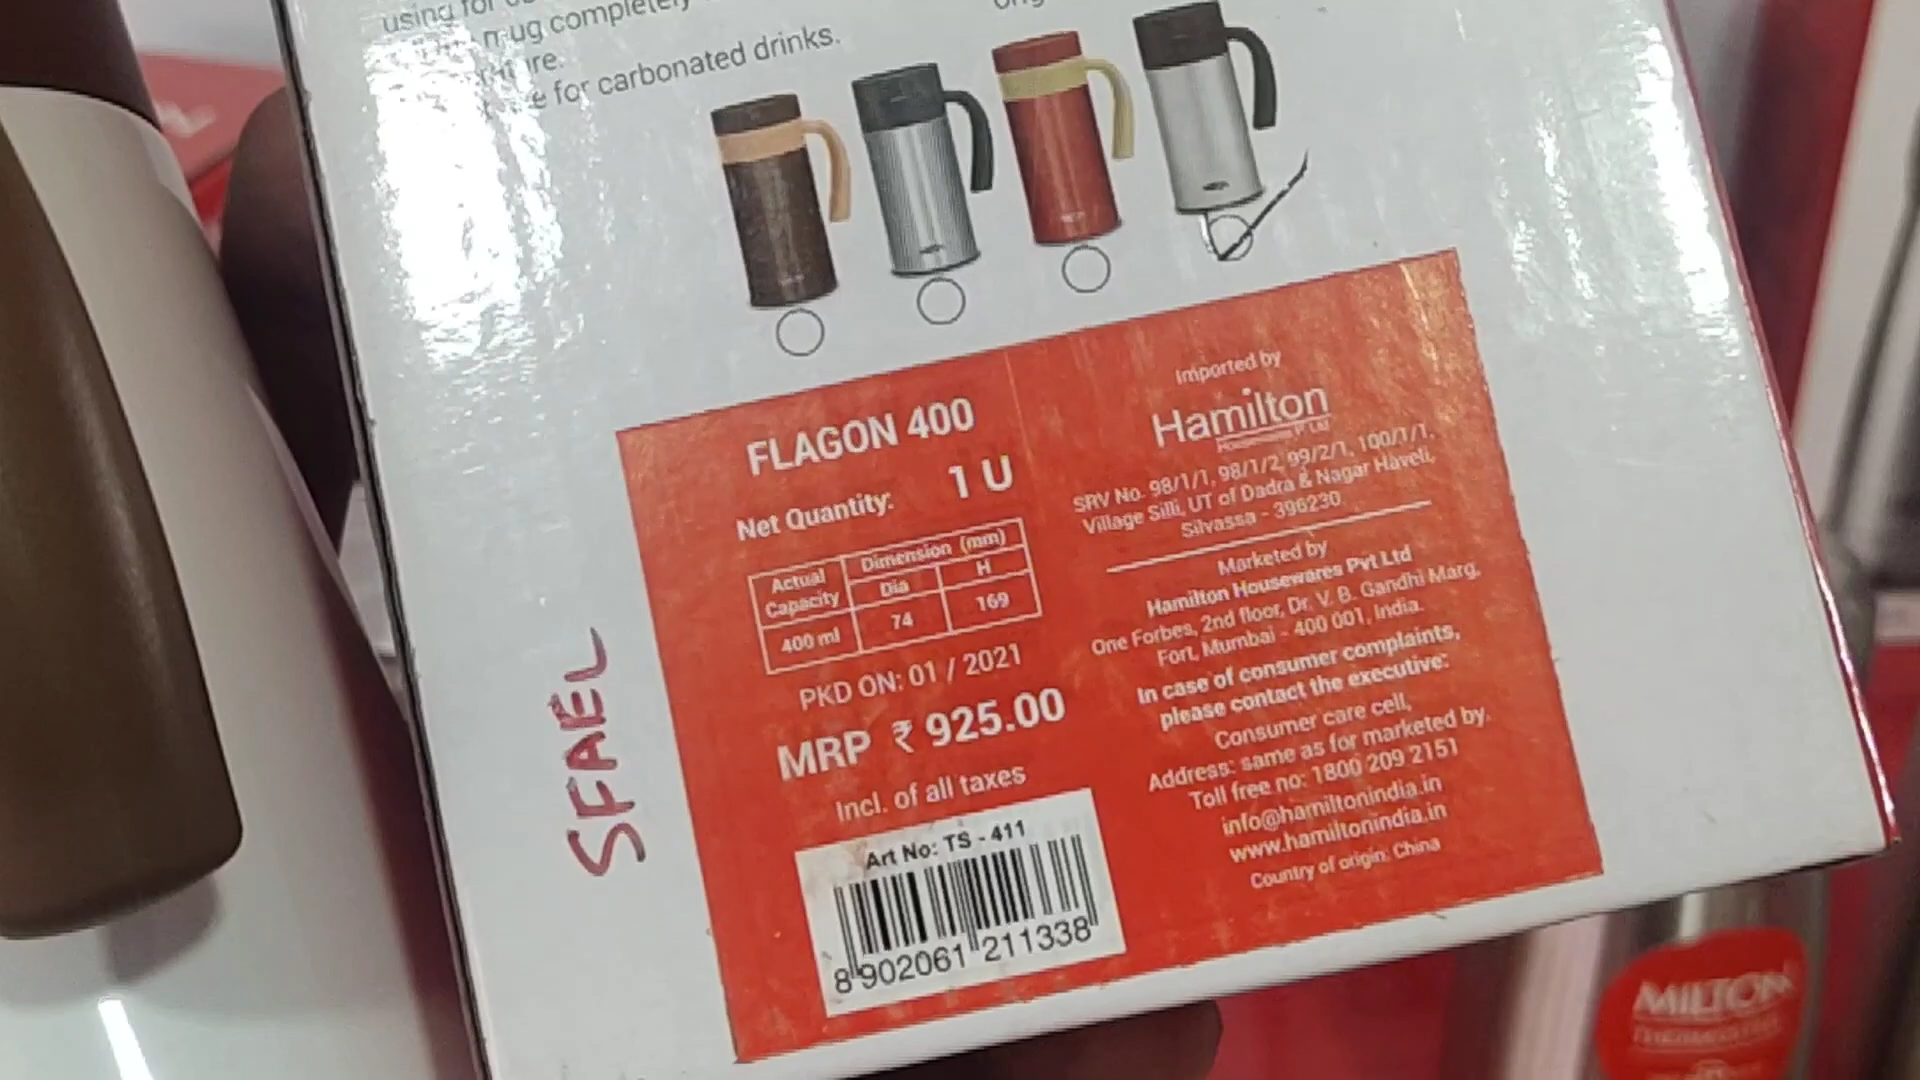 using for
mug completely
for carbonated drinks.
FLAGON 400
Net Quantity: 1 U
Actual Capacity
Dimension (mm)
Dia H
400 ml 74 169
PKD ON: 01 / 2021
MRP ₹ 925.00
Incl. of all taxes
Art No: TS - 411
8 902061 211338
Imported by
Hamilton
Housewares P. Ltd
SRV No. 98/1/1, 98/1/2, 99/2/1, 100/1/1,
Village Silli, UT of Dadra & Nagar Haveli,
Silvassa - 396230
Marketed by
Hamilton Housewares Pvt Ltd
One Forbes, 2nd floor, Dr. V. B. Gandhi Marg,
Fort, Mumbai - 400 001, India.
In case of consumer complaints,
please contact the executive:
Consumer care cell,
Address: same as for marketed by.
Toll free no: 1800 209 2151
info@hamiltonindia.in
www.hamiltonindia.in
Country of origin: China
SFAEL
MILTON